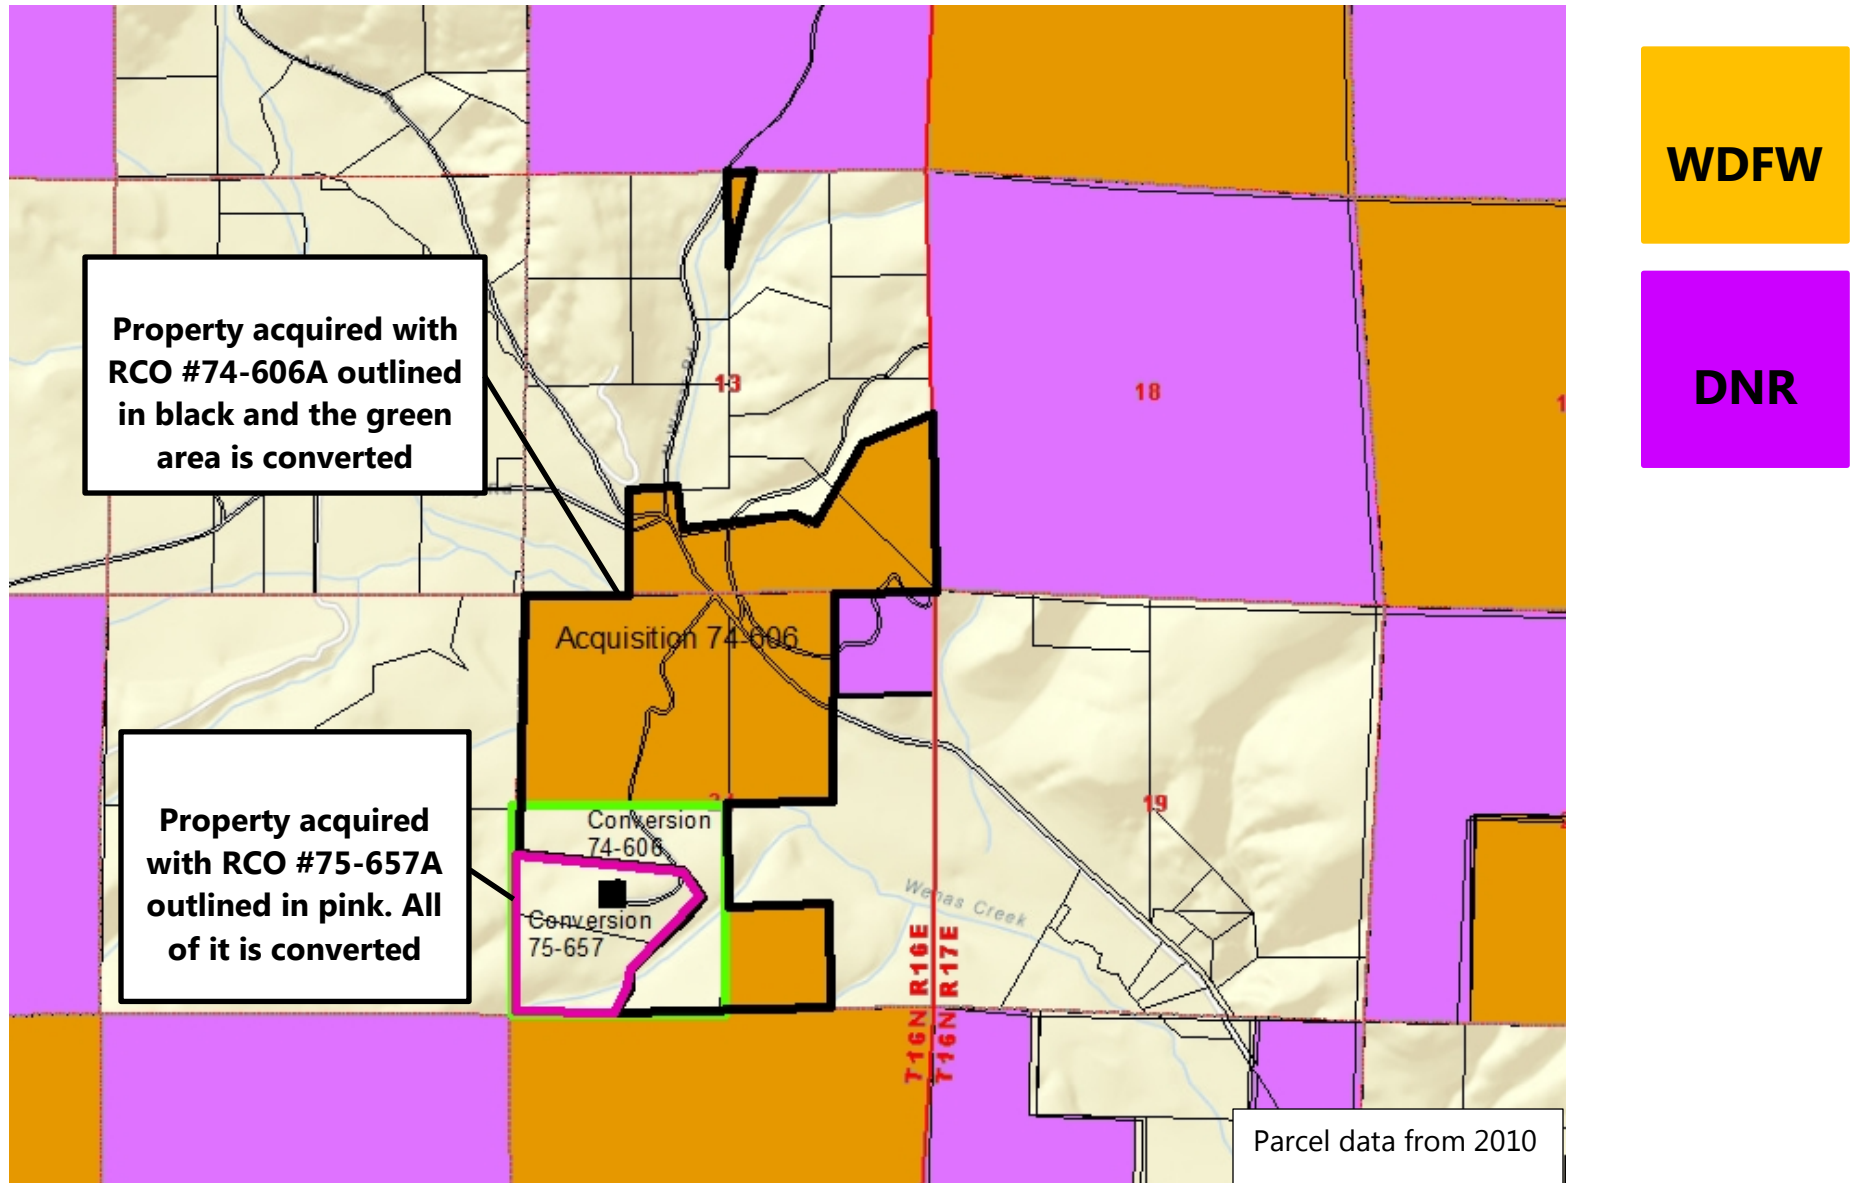 WDFW
DNR
Property acquired with
RCO #74-606A outlined
in black and the green
area is converted
13
18
Acquisition 74-606
Property acquired
with RCO #75-657A
outlined in pink. All
of it is converted
Conversion
74-606
Conversion
75-657
19
Wenas Creek
T16N R16E
T16N R17E
Parcel data from 2010